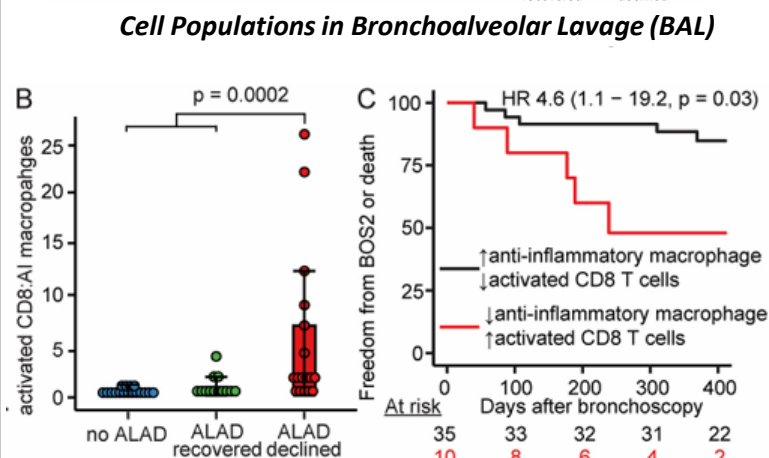 Cell Populations in Bronchoalveolar Lavage (BAL)
B
p = 0.0002
activated CD8:AI macropahges
25
20
15
10
5
0
no ALAD
ALAD recovered
ALAD declined
C
HR 4.6 (1.1 − 19.2, p = 0.03)
Freedom from BOS2 or death
100
75
50
25
0
↑anti-inflammatory macrophage
↓activated CD8 T cells
↓anti-inflammatory macrophage
↑activated CD8 T cells
0 100 200 300 400
At risk
Days after bronchoscopy
35 33 32 31 22
10 8 6 4 2